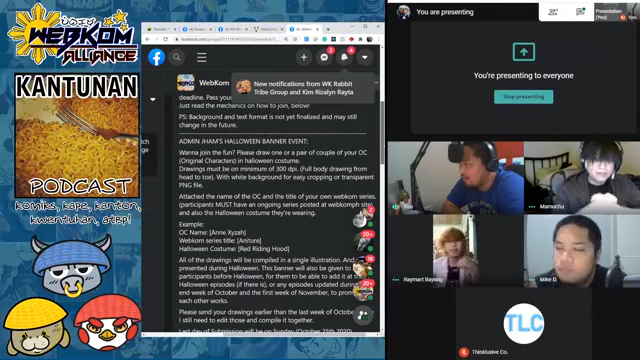 WEBKOM
ALLIANCE
KANTUNAN
PODCAST
komiks, kape, kanton,
kwentuhan, atbp!
WebKom
New notifications from WK Rabbit
Tribe Group and Kim Rizalyn Rayta
deadline. Pass your
Just read the mechanics on how to join, below!
PS: Background and text format is not yet finalized and may still
change in the future.
ADMIN JHAM'S HALLOWEEN BANNER EVENT:
Wanna join the fun? Please draw one or a pair of couple of your OC
(Original Characters) in halloween costume.
Drawings must be on minimum of 300 dpi. (Full body drawing from
head to toe). With white background for easy cropping or transparent
PNG file.
Attached the name of the OC and the title of your own webkom series.
(participants MUST have an ongoing series posted at webkomph site
and also the Halloween costume they're wearing.
Example:
OC Name: [Anne Xyzah]
Webkom series title: [Aniture]
Halloween Costume: [Red Riding Hood]
All of the drawings will be compiled in a single illustration. And
presented during Halloween. This banner will also be given to
participants before Halloween, for them to be able to add it at
Halloween episodes (if there is), or any episodes updated during
end week of October and the first week of November, to promote
each other works.
Please send your drawings earlier than the last week of October
I still need to edit those and compile it together.
Last day of Submission will be on Sunday (October 25th 2020)
You are presenting
Presentation
(You)
You're presenting to everyone
Stop presenting
You
Mamochu
Raymart Bayang
Mike D.
TLC
Thinklusive Co.